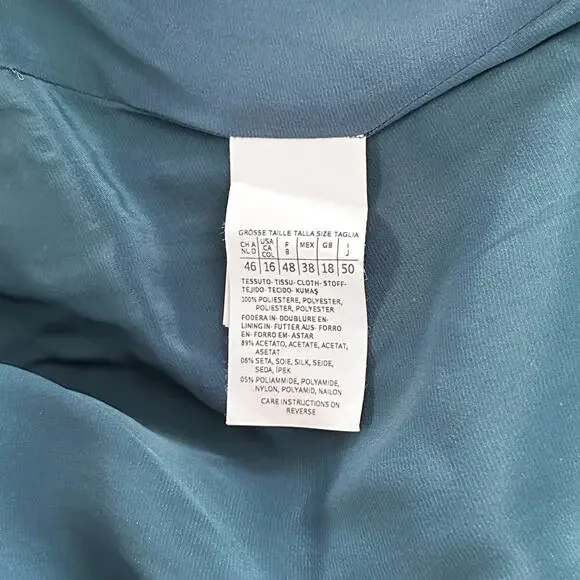 GRÖSSE TAILLE TALLA SIZE TAGLIA
CH A NL D USA CA COL F B MEX GB I J
46 16 48 38 18 50
TESSUTO- TISSU- CLOTH- STOFF-
TEJIDO- TECIDO- KUMAŞ
100% POLIESTERE, POLYESTER,
POLIESTER, POLYESTER
FODERA IN- DOUBLURE EN-
LINING IN- FUTTER AUS- FORRO
EN- FORRO EM- ASTAR
89% ACETATO, ACETATE, ACETAT,
ASETAT
06% SETA, SOIE, SILK, SEIDE,
SEDA, İPEK
05% POLIAMMIDE, POLYAMIDE,
NYLON, POLYAMID, NAILON
CARE INSTRUCTIONS ON
REVERSE